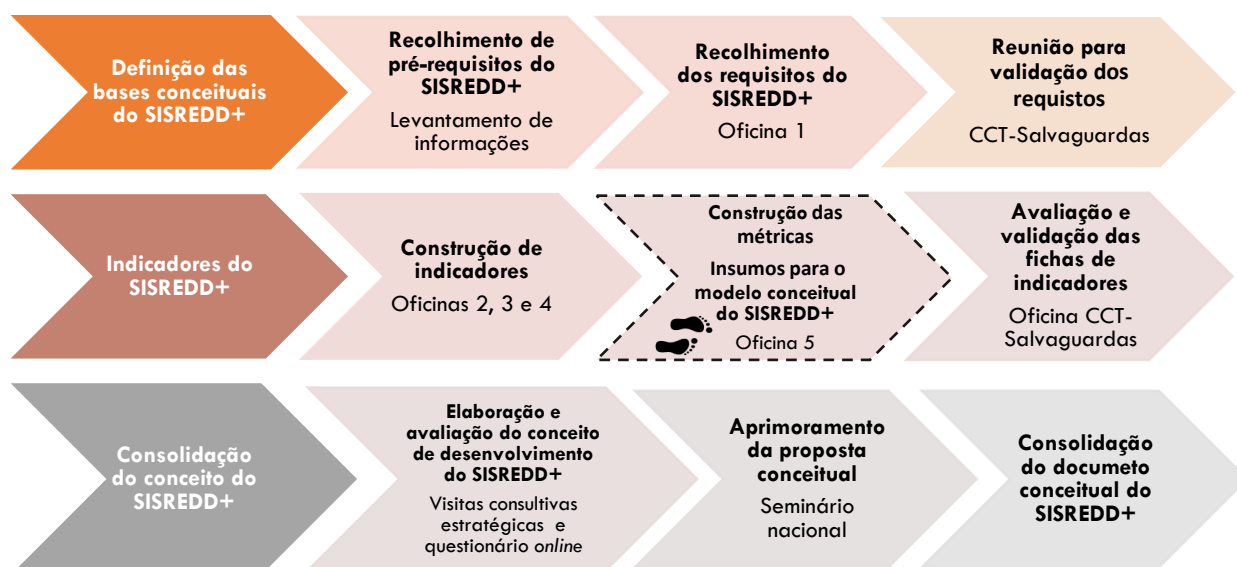 Definição das
bases conceituais
do SISREDD+
Recolhimento de
pré-requisitos do
SISREDD+
Levantamento de
informações
Recolhimento
dos requisitos do
SISREDD+
Oficina 1
Reunião para
validação dos
requistos
CCT-Salvaguardas
Indicadores do
SISREDD+
Construção de
indicadores
Oficinas 2, 3 e 4
Construção das
métricas
Insumos para o
modelo conceitual
do SISREDD+
Oficina 5
Avaliação e
validação das
fichas de
indicadores
Oficina CCT-
Salvaguardas
Consolidação
do conceito do
SISREDD+
Elaboração e
avaliação do conceito
de desenvolvimento
do SISREDD+
Visitas consultivas
estratégicas e
questionário online
Aprimoramento
da proposta
conceitual
Seminário
nacional
Consolidação
do documeto
conceitual do
SISREDD+